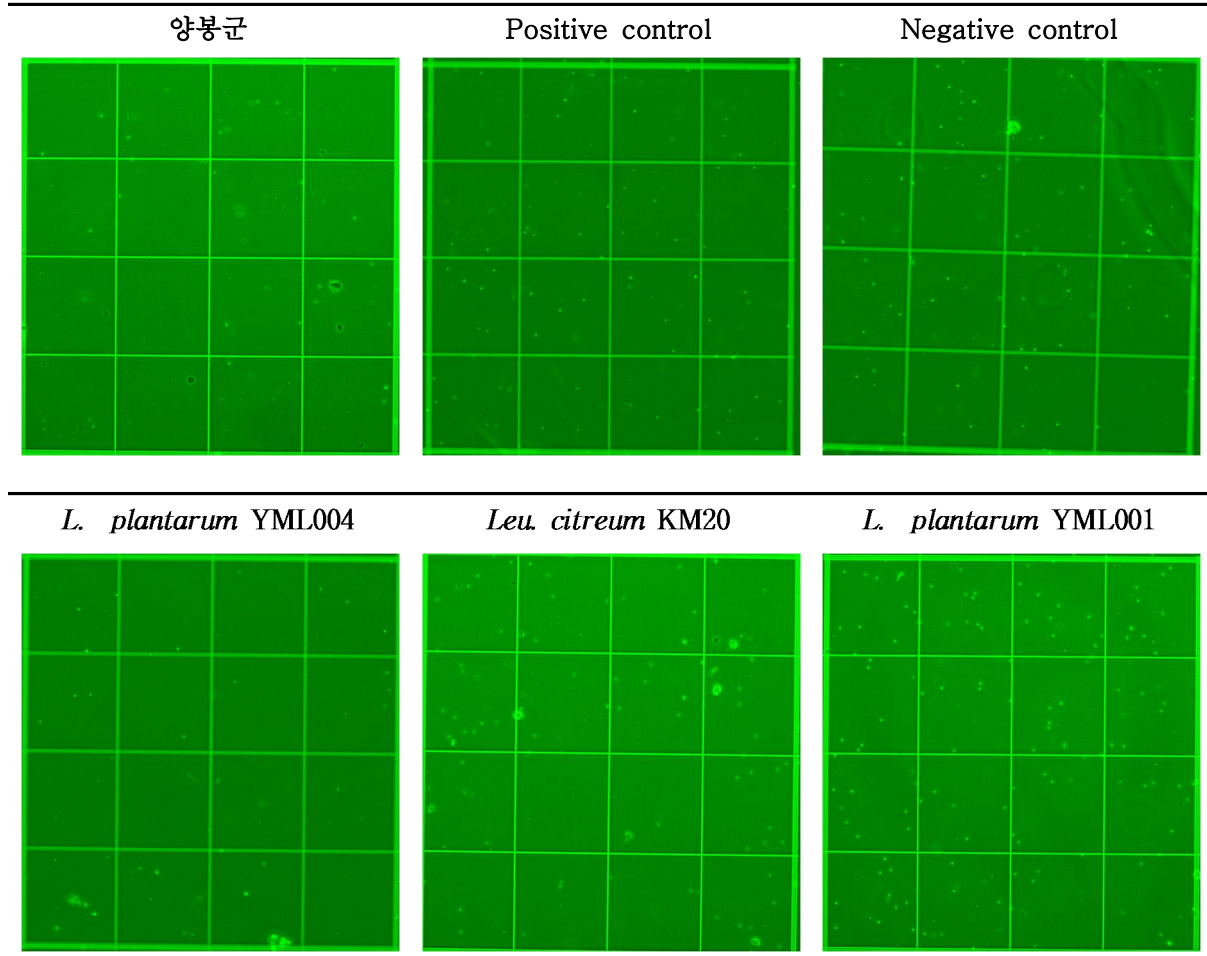 양봉군 Positive control Negative control
L. plantarum YML004 Leu. citreum KM20 L. plantarum YML001